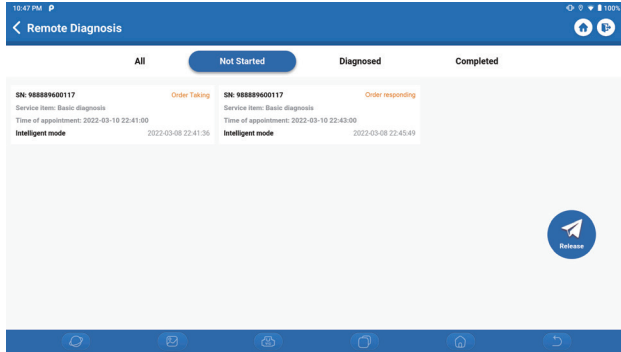 10:47 PM P 100%
Remote Diagnosis
All Not Started Diagnosed Completed
SN: 988889600117 Order Taking
Service item: Basic diagnosis
Time of appointment: 2022-03-10 22:41:00
Intelligent mode 2022-03-08 22:41:36
SN: 988889600117 Order responding
Service item: Basic diagnosis
Time of appointment: 2022-03-10 22:43:00
Intelligent mode 2022-03-08 22:45:49
Release